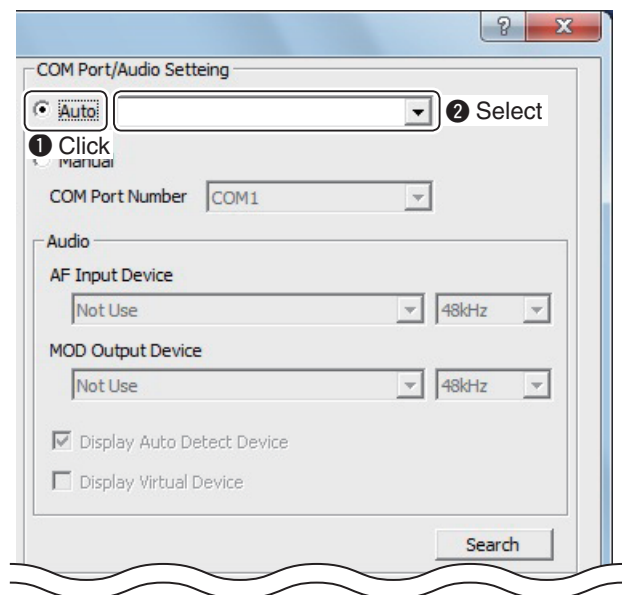 ? X
COM Port/Audio Setteing
Auto
❷ Select
❶ Click
Manual
COM Port Number COM1
Audio
AF Input Device
Not Use 48kHz
MOD Output Device
Not Use 48kHz
Display Auto Detect Device
Display Virtual Device
Search